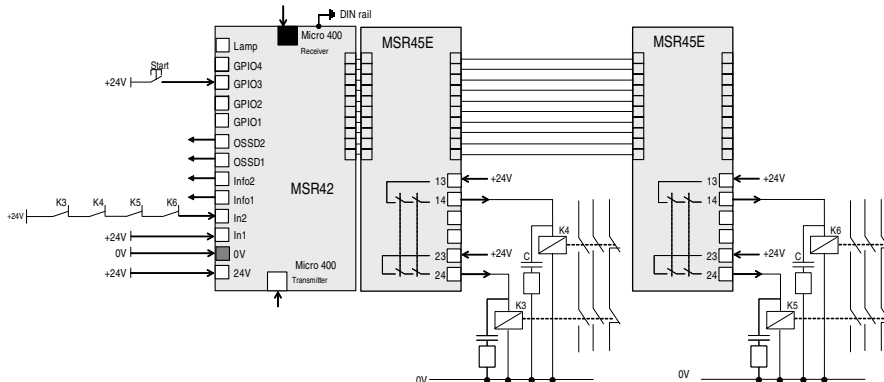 DIN rail
Micro 400
Receiver
MSR45E
MSR45E
Lamp
GPIO4
Start
+24V
GPIO3
GPIO2
GPIO1
OSSD2
OSSD1
Info2
MSR42
Info1
K3 K4 K5 K6
+24V
In2
+24V
In1
0V
0V
+24V
24V
Micro 400
Transmitter
13
+24V
14
23
+24V
24
K4
C
K3
0V
13
+24V
14
23
+24V
24
K6
C
K5
0V